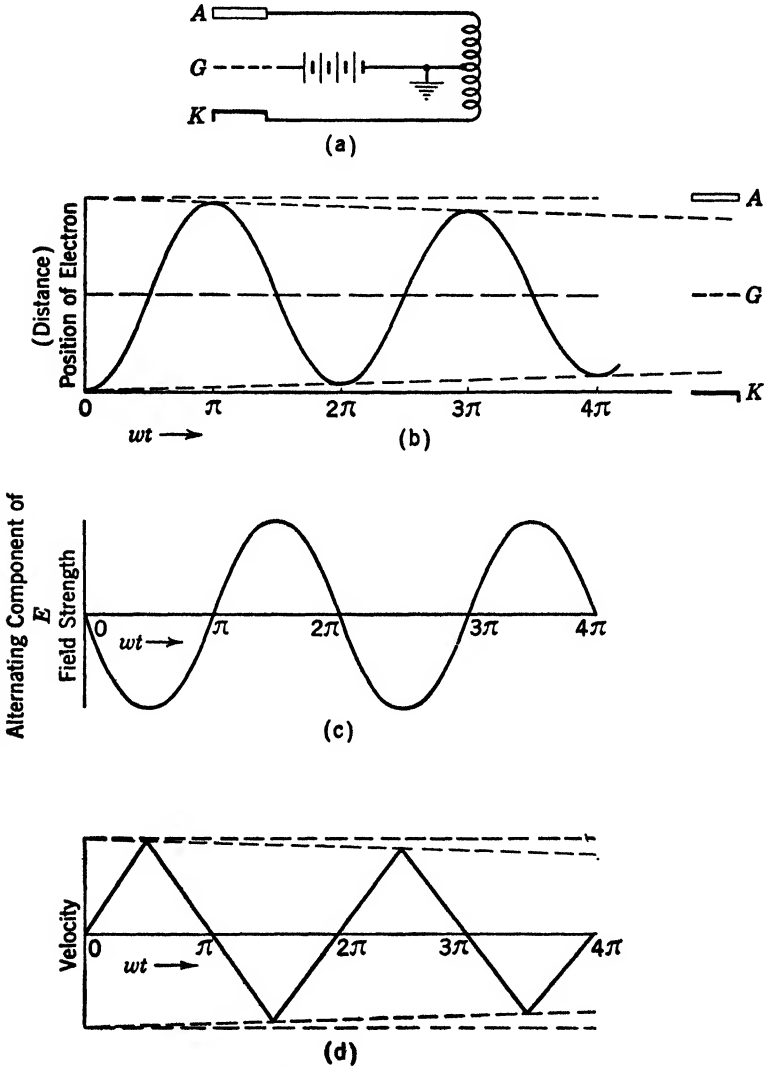 A
G
K
(a)
(Distance)
Position of Electron
A
G
K
0 π 2π 3π 4π
wt
(b)
Alternating Component of
E
Field Strength
0 π 2π 3π 4π
wt
(c)
Velocity
0 π 2π 3π 4π
wt
(d)